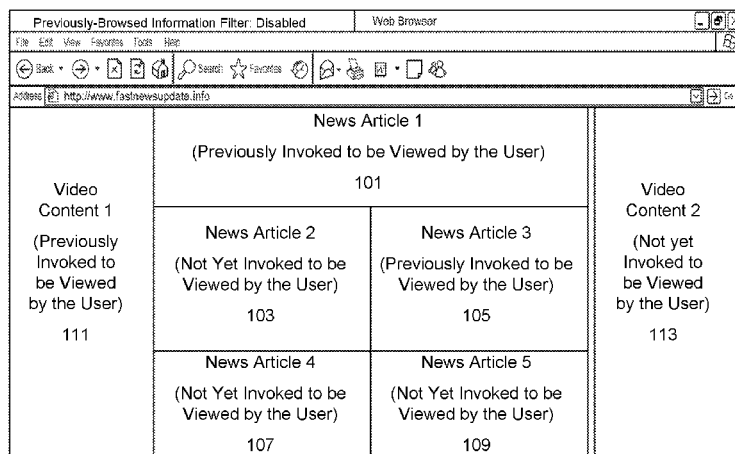 Previously-Browsed Information Filter: Disabled
Web Browser
File Edit View Favorites Tools Help
Back
Search
Favorites
Address
http://www.fastnewsupdate.info
Go
News Article 1
(Previously Invoked to be Viewed by the User)
101
Video
Content 1
(Previously
Invoked to
be Viewed
by the User)
111
News Article 2
(Not Yet Invoked to be
Viewed by the User)
103
News Article 3
(Previously Invoked to be
Viewed by the User)
105
Video
Content 2
(Not yet
Invoked to
be Viewed
by the User)
113
News Article 4
(Not Yet Invoked to be
Viewed by the User)
107
News Article 5
(Not Yet Invoked to be
Viewed by the User)
109